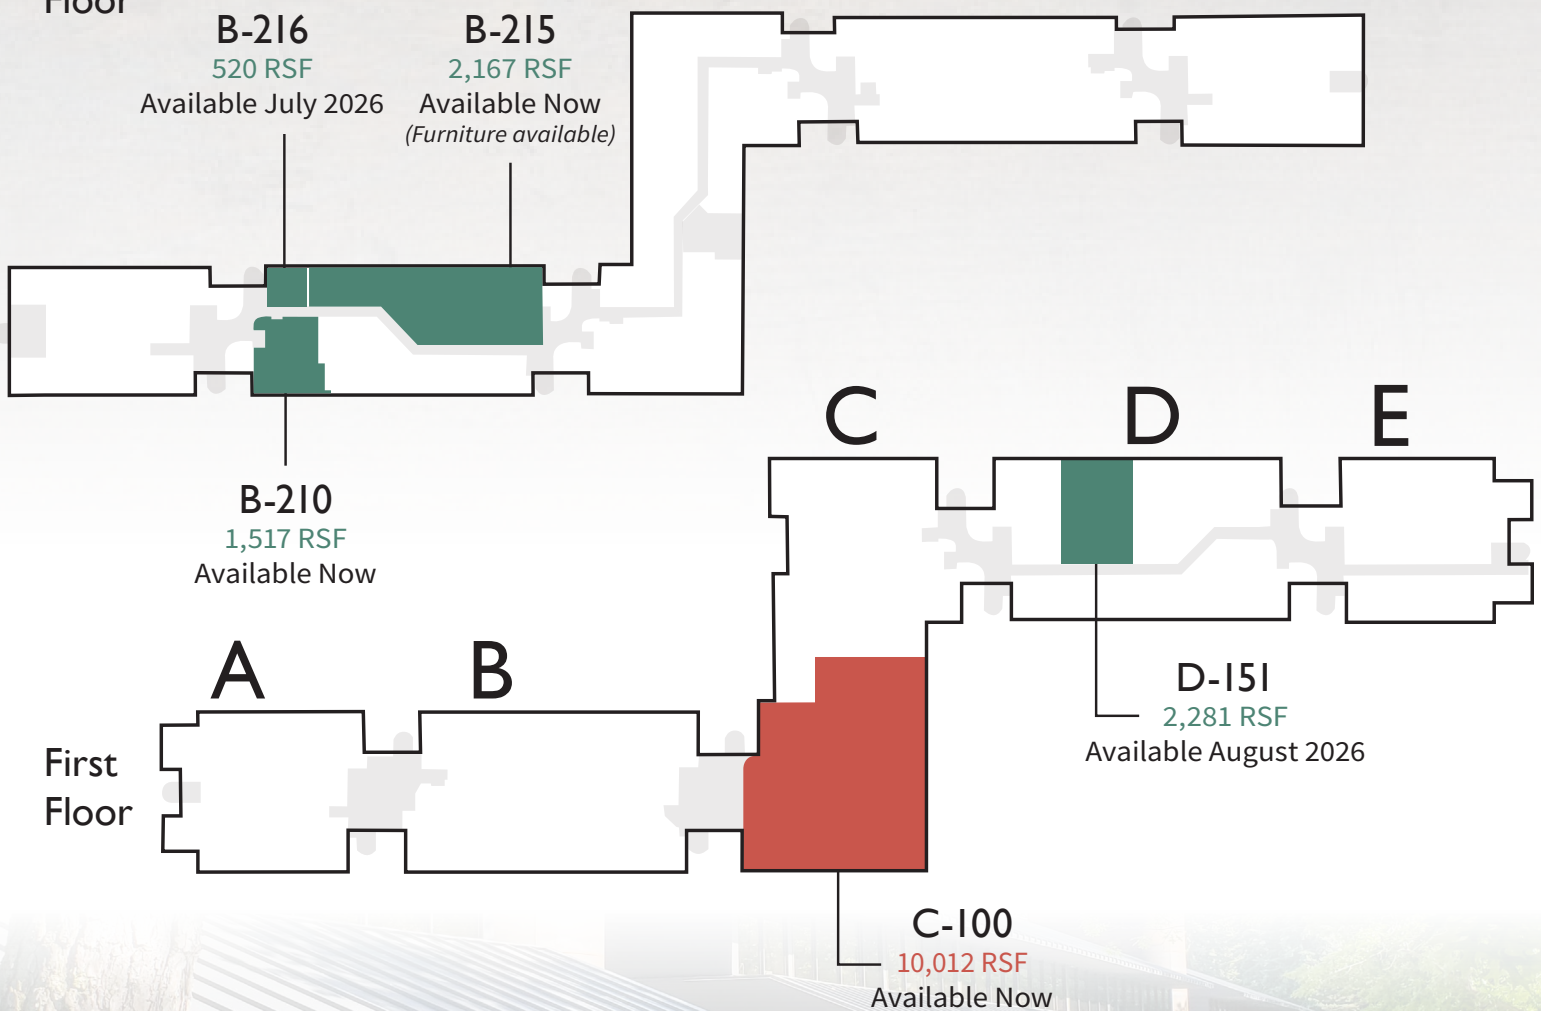 Floor
B-216
520 RSF
Available July 2026
B-215
2,167 RSF
Available Now
(Furniture available)
B-210
1,517 RSF
Available Now
C
D
E
A
B
First
Floor
D-151
2,281 RSF
Available August 2026
C-100
10,012 RSF
Available Now